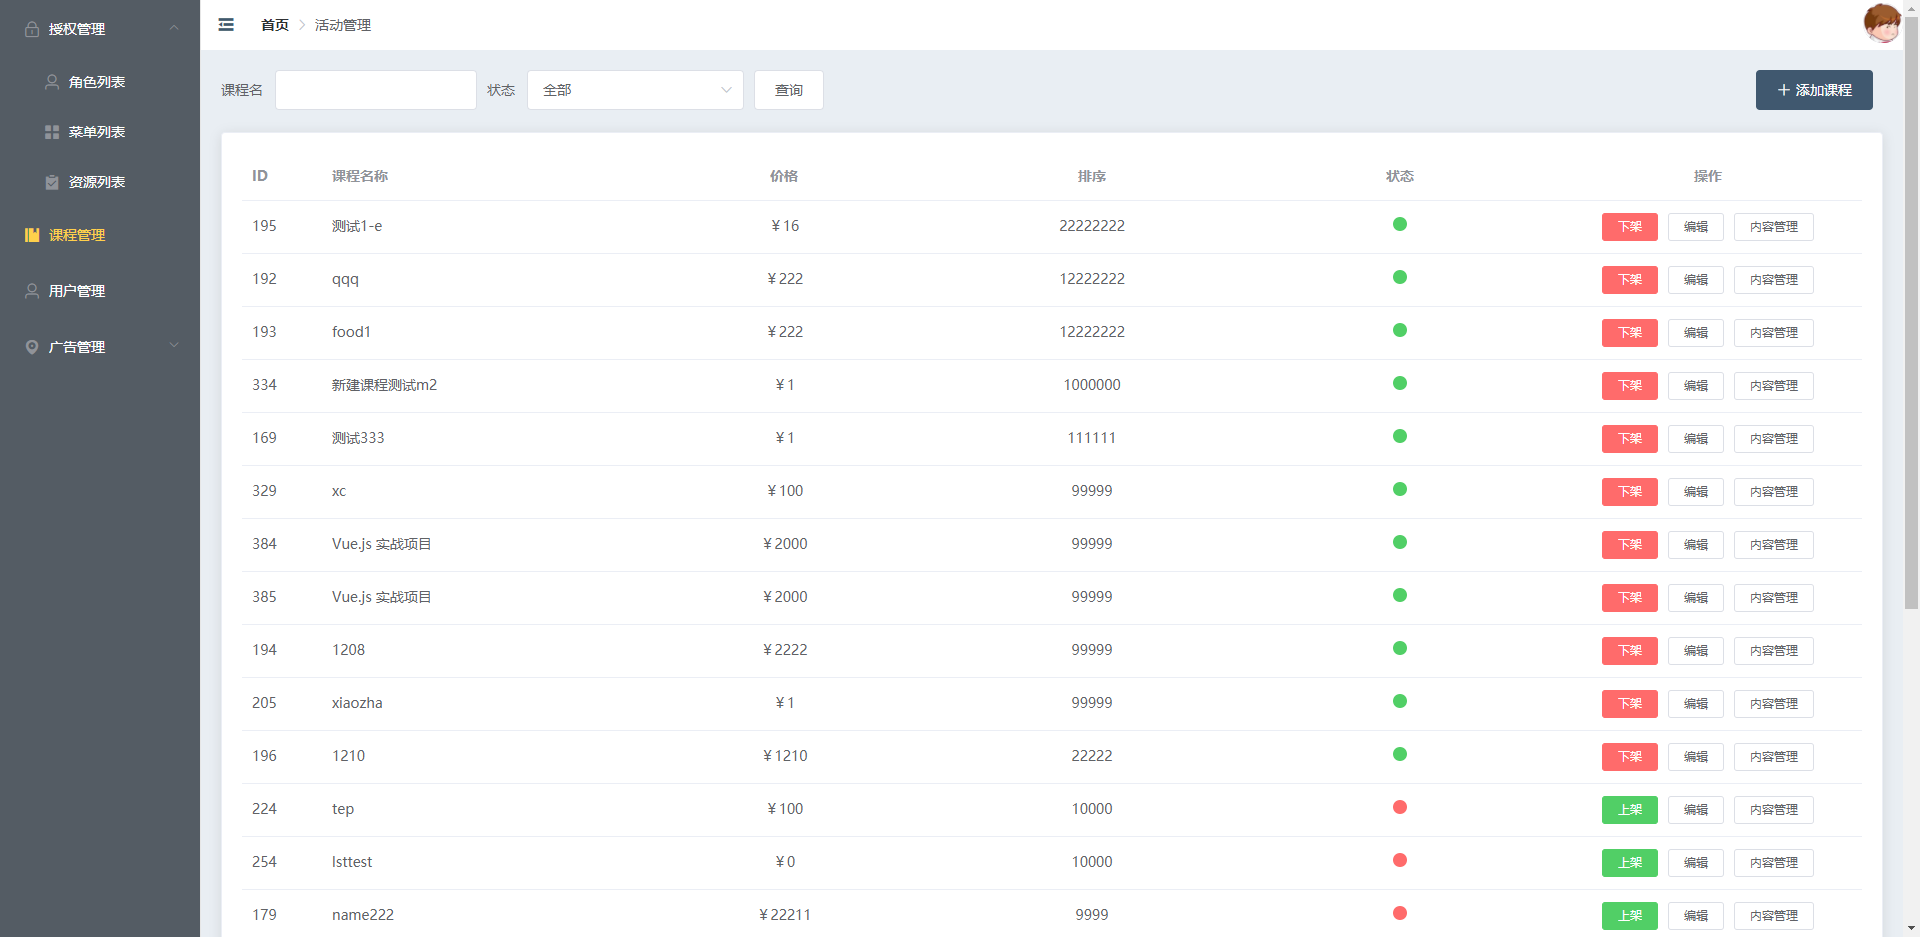 授权管理
角色列表
菜单列表
资源列表
课程管理
用户管理
广告管理
首页 活动管理
课程名 状态 全部 查询 添加课程
ID 课程名称 价格 排序 状态 操作
195 测试1-e ¥16 22222222 下架 编辑 内容管理
192 qqq ¥222 12222222 下架 编辑 内容管理
193 food1 ¥222 12222222 下架 编辑 内容管理
334 新建课程测试m2 ¥1 1000000 下架 编辑 内容管理
169 测试333 ¥1 111111 下架 编辑 内容管理
329 xc ¥100 99999 下架 编辑 内容管理
384 Vue.js 实战项目 ¥2000 99999 下架 编辑 内容管理
385 Vue.js 实战项目 ¥2000 99999 下架 编辑 内容管理
194 1208 ¥2222 99999 下架 编辑 内容管理
205 xiaozha ¥1 99999 下架 编辑 内容管理
196 1210 ¥1210 22222 下架 编辑 内容管理
224 tep ¥100 10000 上架 编辑 内容管理
254 lsttest ¥0 10000 上架 编辑 内容管理
179 name222 ¥22211 9999 上架 编辑 内容管理